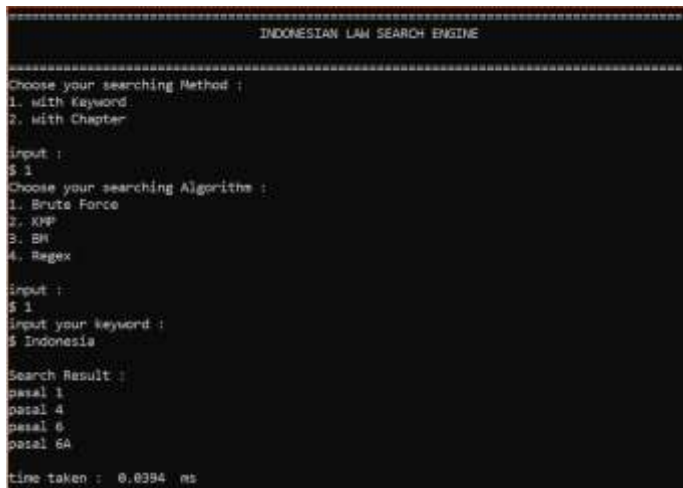 INDONESIAN LAW SEARCH ENGINE
Choose your searching Method :
1. with Keyword
2. with Chapter
input :
$ 1
Choose your searching Algorithm :
1. Brute Force
2. KMP
3. BM
4. Regex
input :
$ 1
input your keyword :
$ Indonesia
Search Result :
pasal 1
pasal 4
pasal 6
pasal 6A
time taken :  0.0394  ms